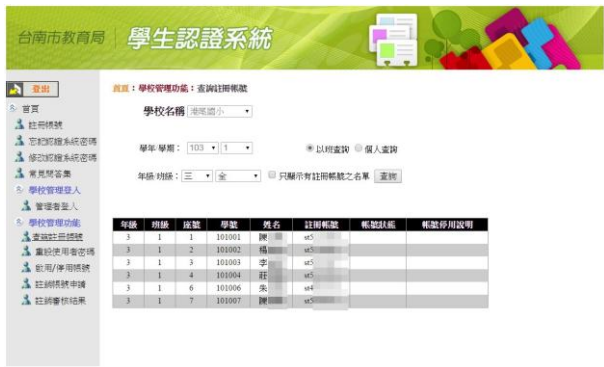 台南市教育局 學生認證系統
登出
首頁
註冊帳號
忘記認證系統密碼
修改認證系統密碼
常見問答集
學校管理登入
管理者登入
學校管理功能
查詢註冊帳號
重設使用者密碼
啟用/停用帳號
註銷帳號申請
註銷審核結果
首頁：學校管理功能：查詢註冊帳號
學校名稱 港尾國小
學年·學期： 103 1 以班查詢 個人查詢
年級·班級： 三 全 只顯示有註冊帳號之名單 查詢
年級 班級 座號 學號 姓名 註冊帳號 帳號狀態 帳號停用說明
3 1 1 101001 陳 st5
3 1 2 101002 楊 st5
3 1 3 101003 李 st5
3 1 4 101004 莊 st5
3 1 6 101006 朱 st4
3 1 7 101007 陳 st5